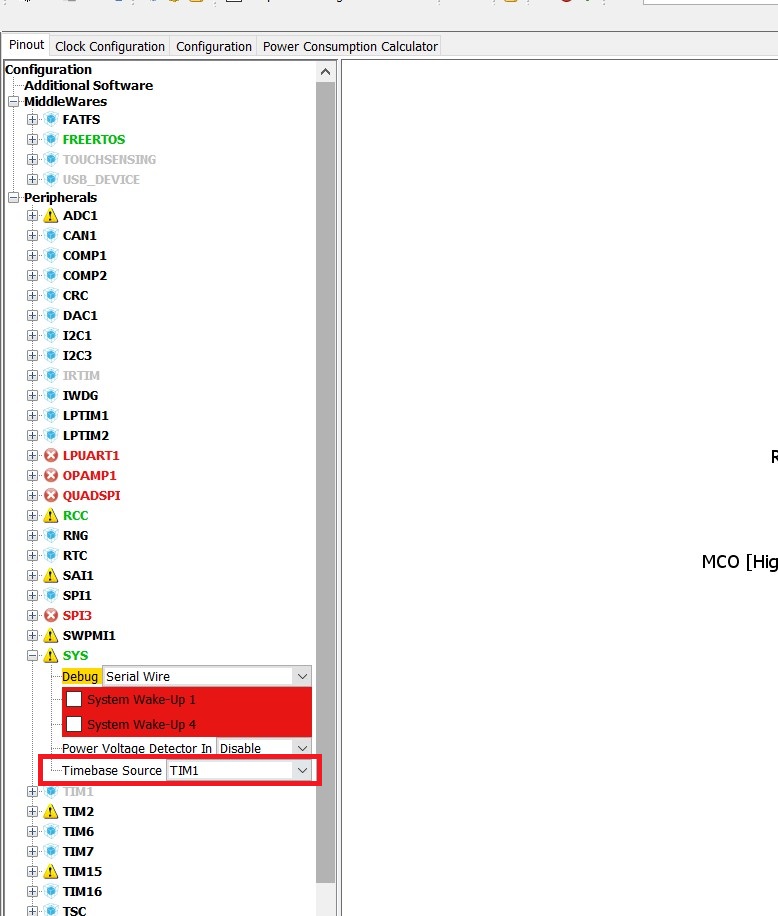 Pinout Clock Configuration Configuration Power Consumption Calculator
Configuration
Additional Software
MiddleWares
FATFS
FREERTOS
TOUCHSENSING
USB_DEVICE
Peripherals
ADC1
CAN1
COMP1
COMP2
CRC
DAC1
I2C1
I2C3
IRTIM
IWDG
LPTIM1
LPTIM2
LPUART1
OPAMP1
QUADSPI
RCC
RNG
RTC
SAI1
SPI1
SPI3
SWPMI1
SYS
Debug Serial Wire
System Wake-Up 1
System Wake-Up 4
Power Voltage Detector In Disable
Timebase Source TIM1
TIM1
TIM2
TIM6
TIM7
TIM15
TIM16
TSC
R
MCO [Hig